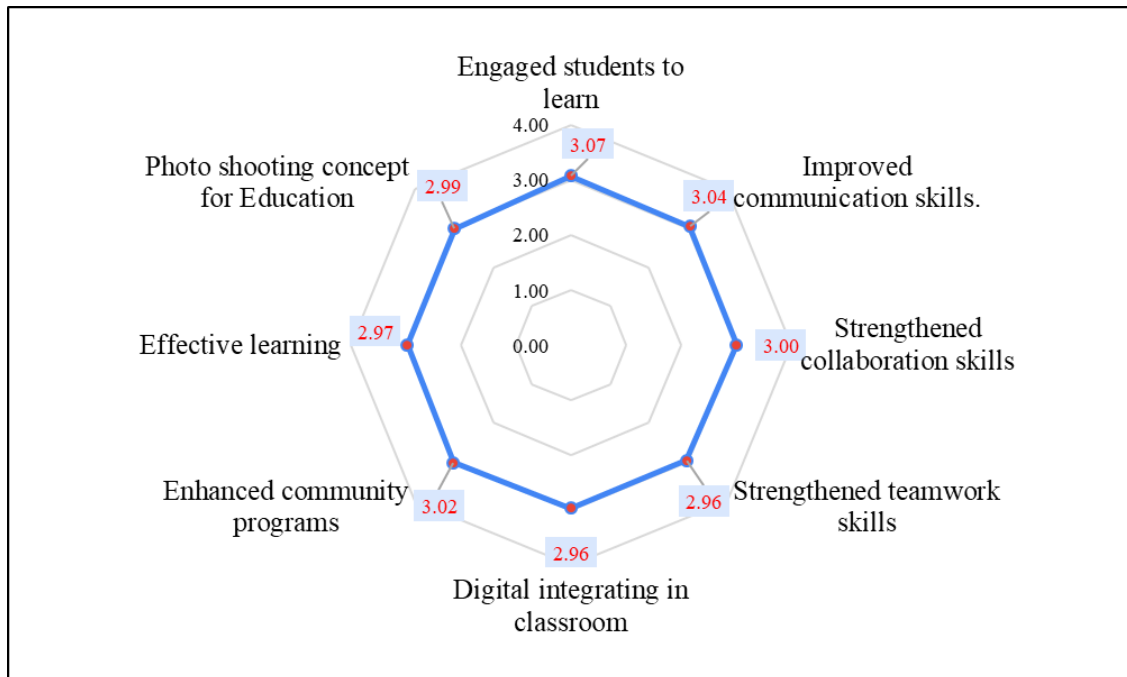 Engaged students to
learn
4.00
3.07
Photo shooting concept
for Education
2.99
3.00
Improved
communication skills.
3.04
2.00
1.00
Effective learning
2.97
0.00
3.00
Strengthened
collaboration skills
Enhanced community
programs
3.02
2.96
Strengthened teamwork
skills
2.96
Digital integrating in
classroom